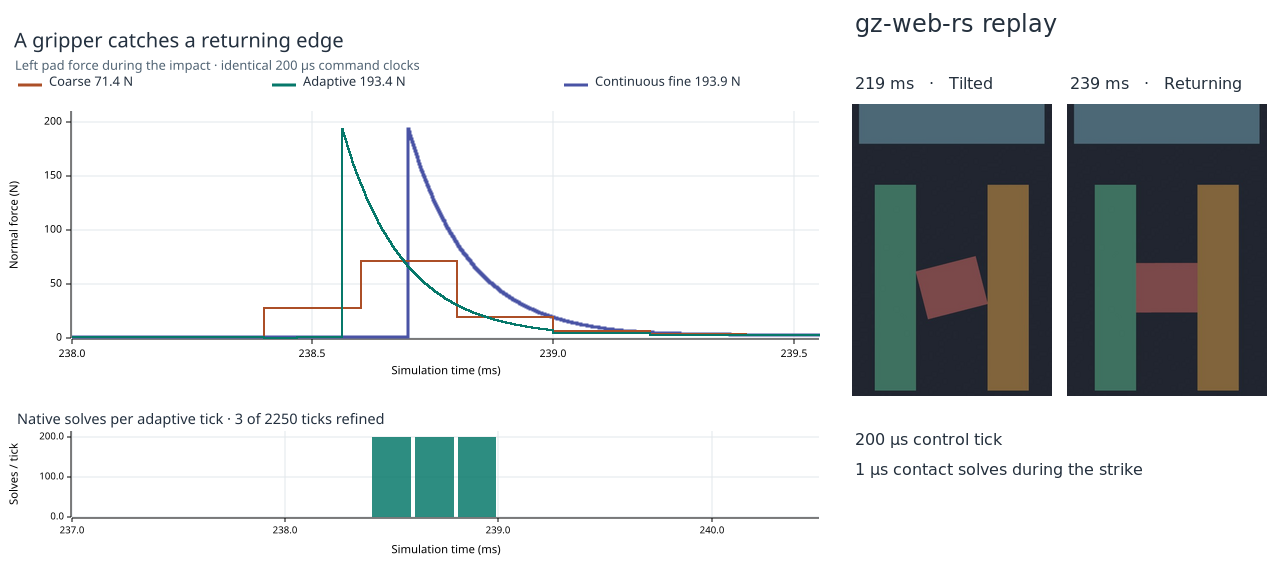 A gripper catches a returning edge
Left pad force during the impact · identical 200 µs command clocks
Coarse 71.4 N
Adaptive 193.4 N
Continuous fine 193.9 N
Normal force (N)
200
150
100
50
0
238.0
238.5
239.0
239.5
Simulation time (ms)
Native solves per adaptive tick · 3 of 2250 ticks refined
Solves / tick
200.0
100.0
0.0
237.0
238.0
239.0
240.0
Simulation time (ms)
gz-web-rs replay
219 ms · Tilted
239 ms · Returning
200 µs control tick
1 µs contact solves during the strike